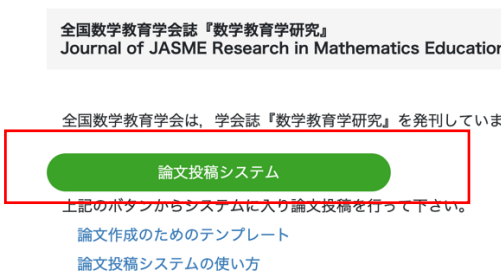 全国数学教育学会誌『数学教育学研究』
Journal of JASME Research in Mathematics Education
全国数学教育学会は，学会誌『数学教育学研究』を発刊していま
論文投稿システム
上記のボタンからシステムに入り論文投稿を行って下さい。
論文作成のためのテンプレート
論文投稿システムの使い方